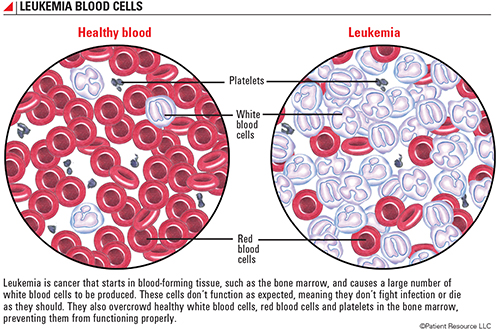 LEUKEMIA BLOOD CELLS
Healthy blood
Leukemia
Platelets
White
blood
cells
Red
blood
cells
Leukemia is cancer that starts in blood-forming tissue, such as the bone marrow, and causes a large number of
white blood cells to be produced. These cells don’t function as expected, meaning they don’t fight infection or die
as they should. They also overcrowd healthy white blood cells, red blood cells and platelets in the bone marrow,
preventing them from functioning properly.
©Patient Resource LLC